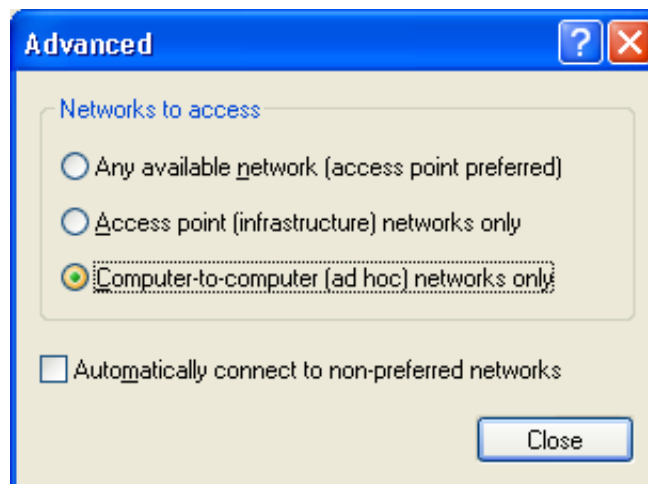 Advanced
Networks to access
Any available network (access point preferred)
Access point (infrastructure) networks only
Computer-to-computer (ad hoc) networks only
Automatically connect to non-preferred networks
Close